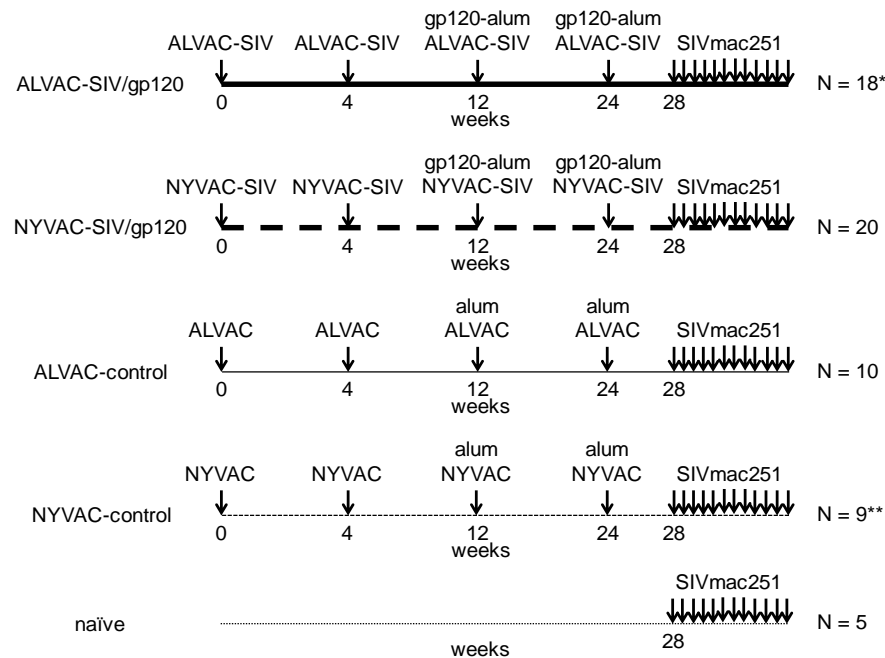 gp120-alum gp120-alum
ALVAC-SIV ALVAC-SIV ALVAC-SIV ALVAC-SIV SIVmac251
ALVAC-SIV/gp120 N = 18*
0 4 12 24 28
weeks
gp120-alum gp120-alum
NYVAC-SIV NYVAC-SIV NYVAC-SIV NYVAC-SIV SIVmac251
NYVAC-SIV/gp120 N = 20
0 4 12 24 28
weeks
alum alum
ALVAC ALVAC ALVAC ALVAC SIVmac251
ALVAC-control N = 10
0 4 12 24 28
weeks
alum alum
NYVAC NYVAC NYVAC NYVAC SIVmac251
NYVAC-control N = 9**
0 4 12 24 28
weeks
SIVmac251
naïve N = 5
weeks 28